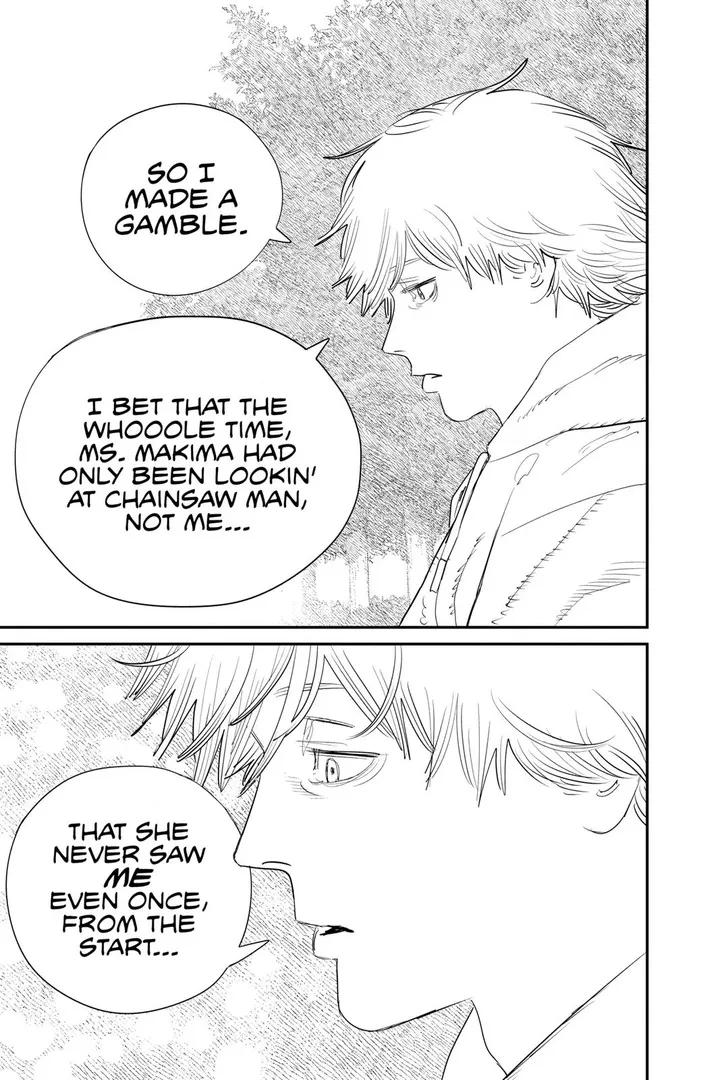 SO I
MADE A
GAMBLE.
I BET THAT THE
WHOOOLE TIME,
MS. MAKIMA HAD
ONLY BEEN LOOKIN'
AT CHAINSAW MAN,
NOT ME...
THAT SHE
NEVER SAW
ME
EVEN ONCE,
FROM THE
START...